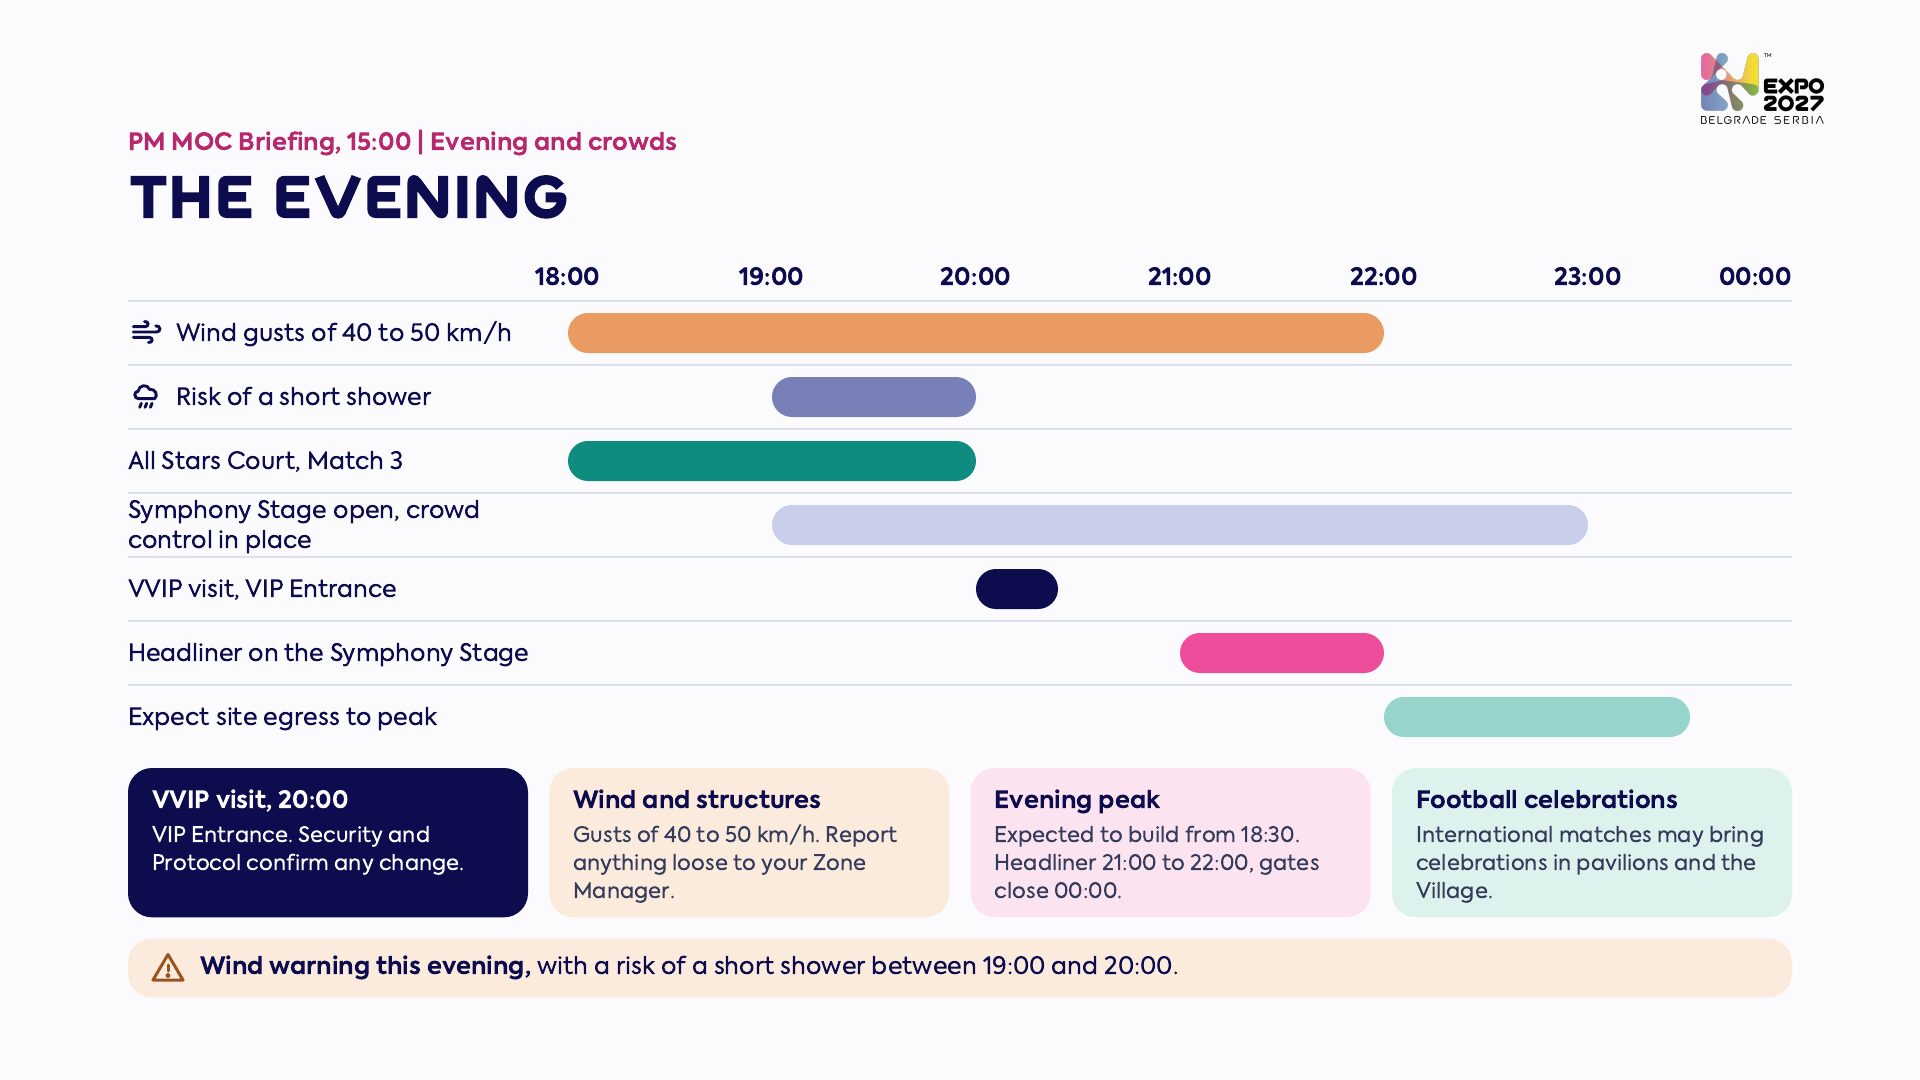 TM
EXPO
2027
BELGRADE SERBIA
PM MOC Briefing, 15:00 | Evening and crowds
THE EVENING
18:00 19:00 20:00 21:00 22:00 23:00 00:00
Wind gusts of 40 to 50 km/h
Risk of a short shower
All Stars Court, Match 3
Symphony Stage open, crowd
control in place
VVIP visit, VIP Entrance
Headliner on the Symphony Stage
Expect site egress to peak
VVIP visit, 20:00
VIP Entrance. Security and
Protocol confirm any change.
Wind and structures
Gusts of 40 to 50 km/h. Report
anything loose to your Zone
Manager.
Evening peak
Expected to build from 18:30.
Headliner 21:00 to 22:00, gates
close 00:00.
Football celebrations
International matches may bring
celebrations in pavilions and the
Village.
Wind warning this evening, with a risk of a short shower between 19:00 and 20:00.